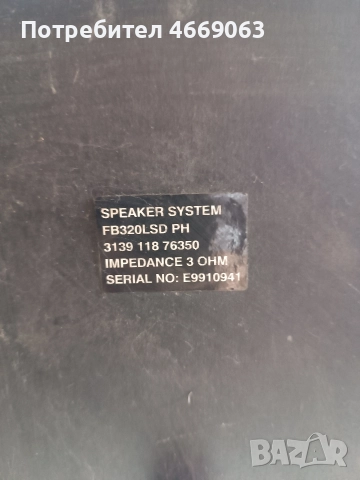 Потребител 4669063
SPEAKER SYSTEM
FB320LSD PH
3139 118 76350
IMPEDANCE 3 OHM
SERIAL NO: E9910941
BAZAR